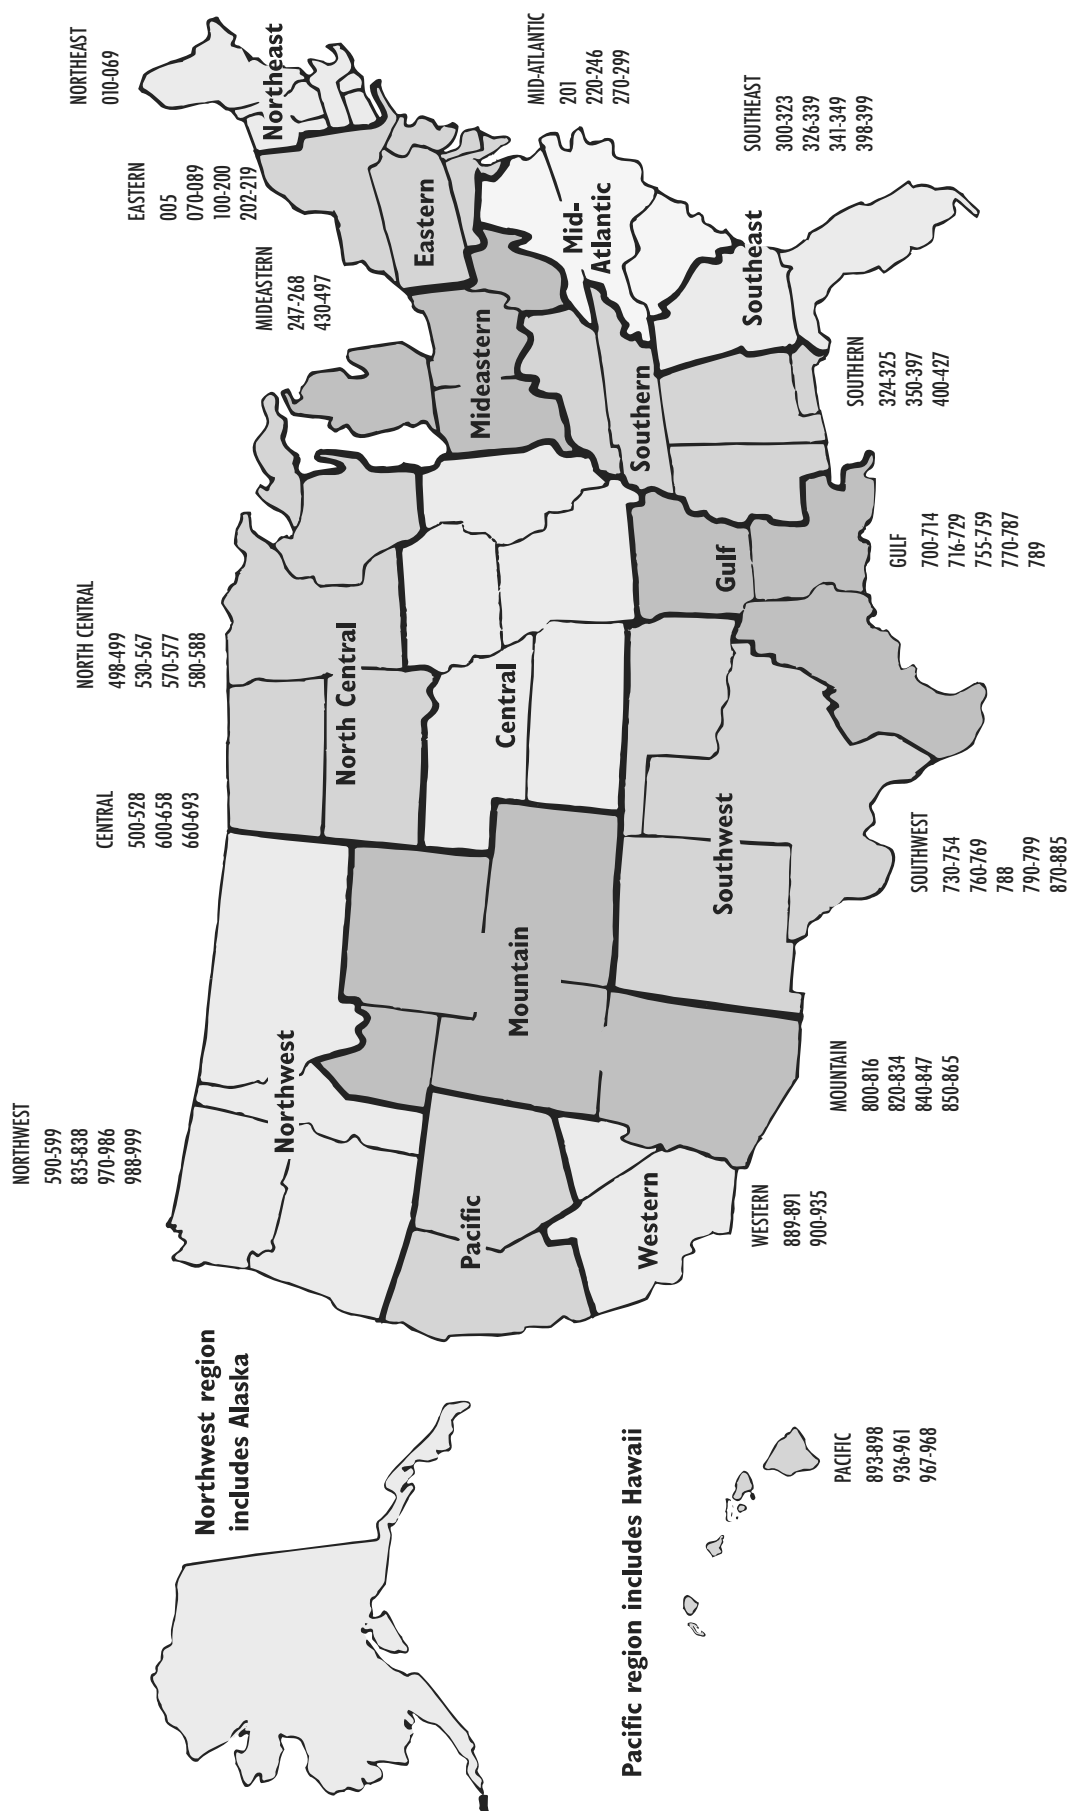 Northwest region
includes Alaska
Pacific region includes Hawaii
NORTHWEST
590-599
835-838
970-986
988-999
CENTRAL
500-528
600-658
660-693
NORTH CENTRAL
498-499
530-567
570-577
580-588
MIDEASTERN
247-268
430-497
EASTERN
005
070-089
100-200
202-219
NORTHEAST
010-069
Northwest
North Central
Northeast
Pacific
Mountain
Central
Mideastern
Eastern
Western
Southwest
Gulf
Southern
Southeast
Mid-
Atlantic
MID-ATLANTIC
201
220-246
270-299
SOUTHEAST
300-323
326-339
341-349
398-399
PACIFIC
893-898
936-961
967-968
WESTERN
889-891
900-935
MOUNTAIN
800-816
820-834
840-847
850-865
SOUTHWEST
730-754
760-769
788
790-799
870-885
GULF
700-714
716-729
755-759
770-787
789
SOUTHERN
324-325
350-397
400-427